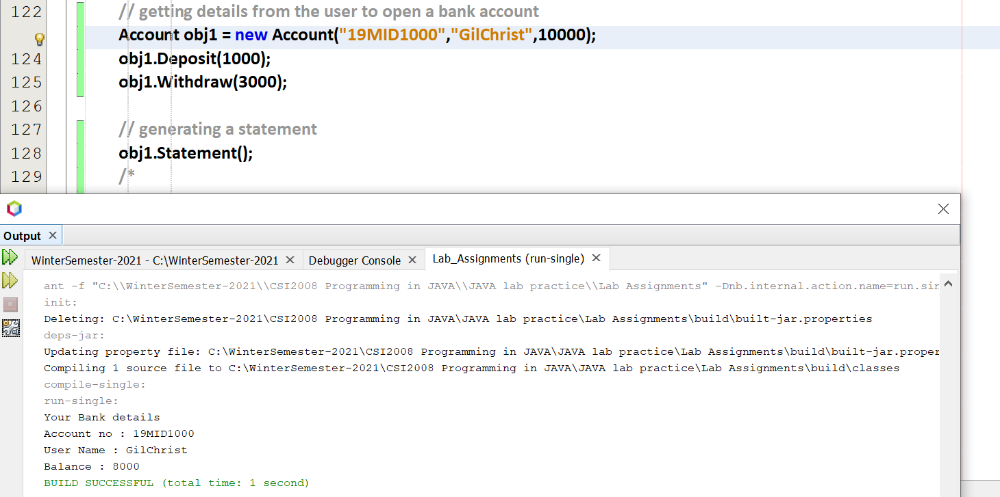 122 // getting details from the user to open a bank account
Account obj1 = new Account("19MID1000","GilChrist",10000);
124 obj1.Deposit(1000);
125 obj1.Withdraw(3000);
126
127 // generating a statement
128 obj1.Statement();
129 /*
Output
WinterSemester-2021 - C:\WinterSemester-2021 Debugger Console Lab_Assignments (run-single)
ant -f "C:\\WinterSemester-2021\\CSI2008 Programming in JAVA\\JAVA lab practice\\Lab Assignments" -Dnb.internal.action.name=run.sin
init:
Deleting: C:\WinterSemester-2021\CSI2008 Programming in JAVA\JAVA lab practice\Lab Assignments\build\built-jar.properties
deps-jar:
Updating property file: C:\WinterSemester-2021\CSI2008 Programming in JAVA\JAVA lab practice\Lab Assignments\build\built-jar.proper
Compiling 1 source file to C:\WinterSemester-2021\CSI2008 Programming in JAVA\JAVA lab practice\Lab Assignments\build\classes
compile-single:
run-single:
Your Bank details
Account no : 19MID1000
User Name : GilChrist
Balance : 8000
BUILD SUCCESSFUL (total time: 1 second)